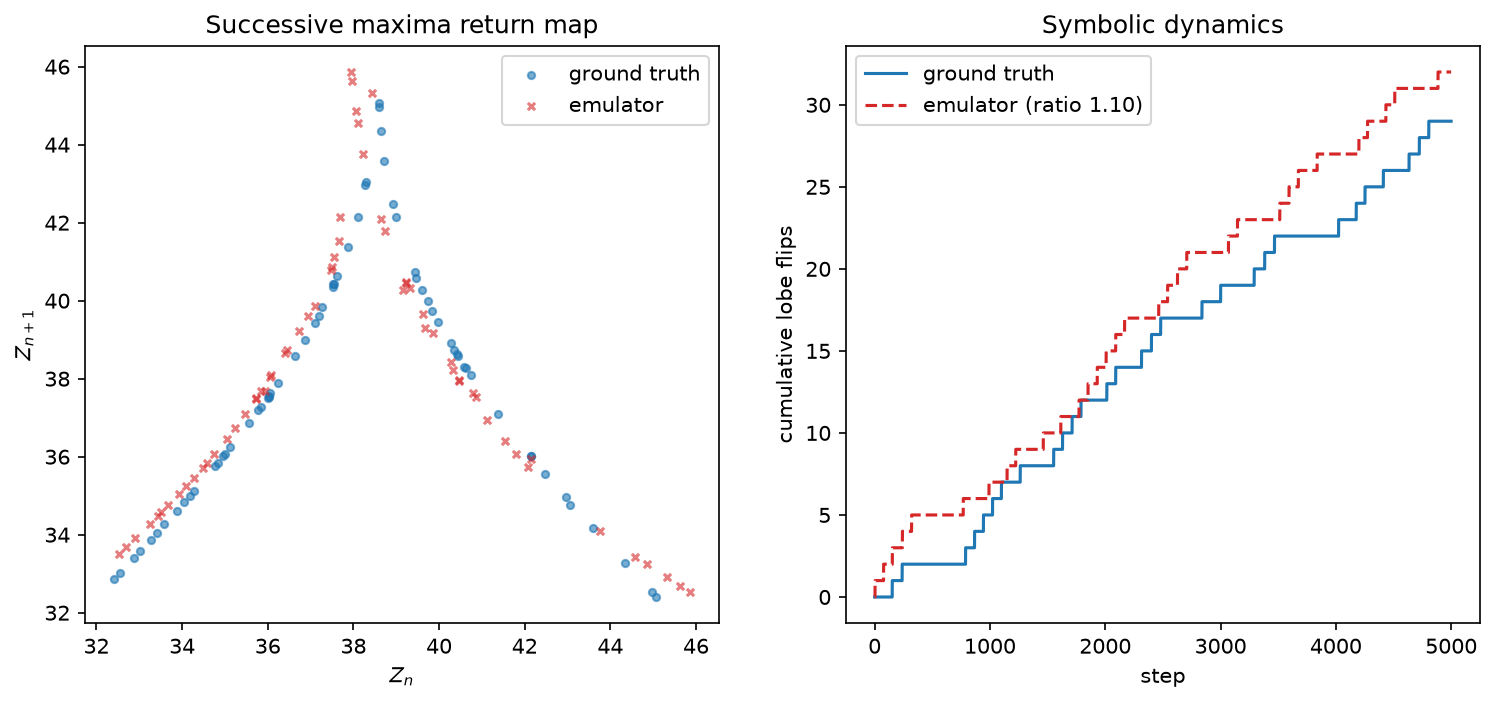 Successive maxima return map
46
44
42
40
38
36
34
32
32 34 36 38 40 42 44 46
Z_{n+1}
Z_n
ground truth
emulator
Symbolic dynamics
30
25
20
15
10
5
0
0 1000 2000 3000 4000 5000
cumulative lobe flips
step
ground truth
emulator (ratio 1.10)